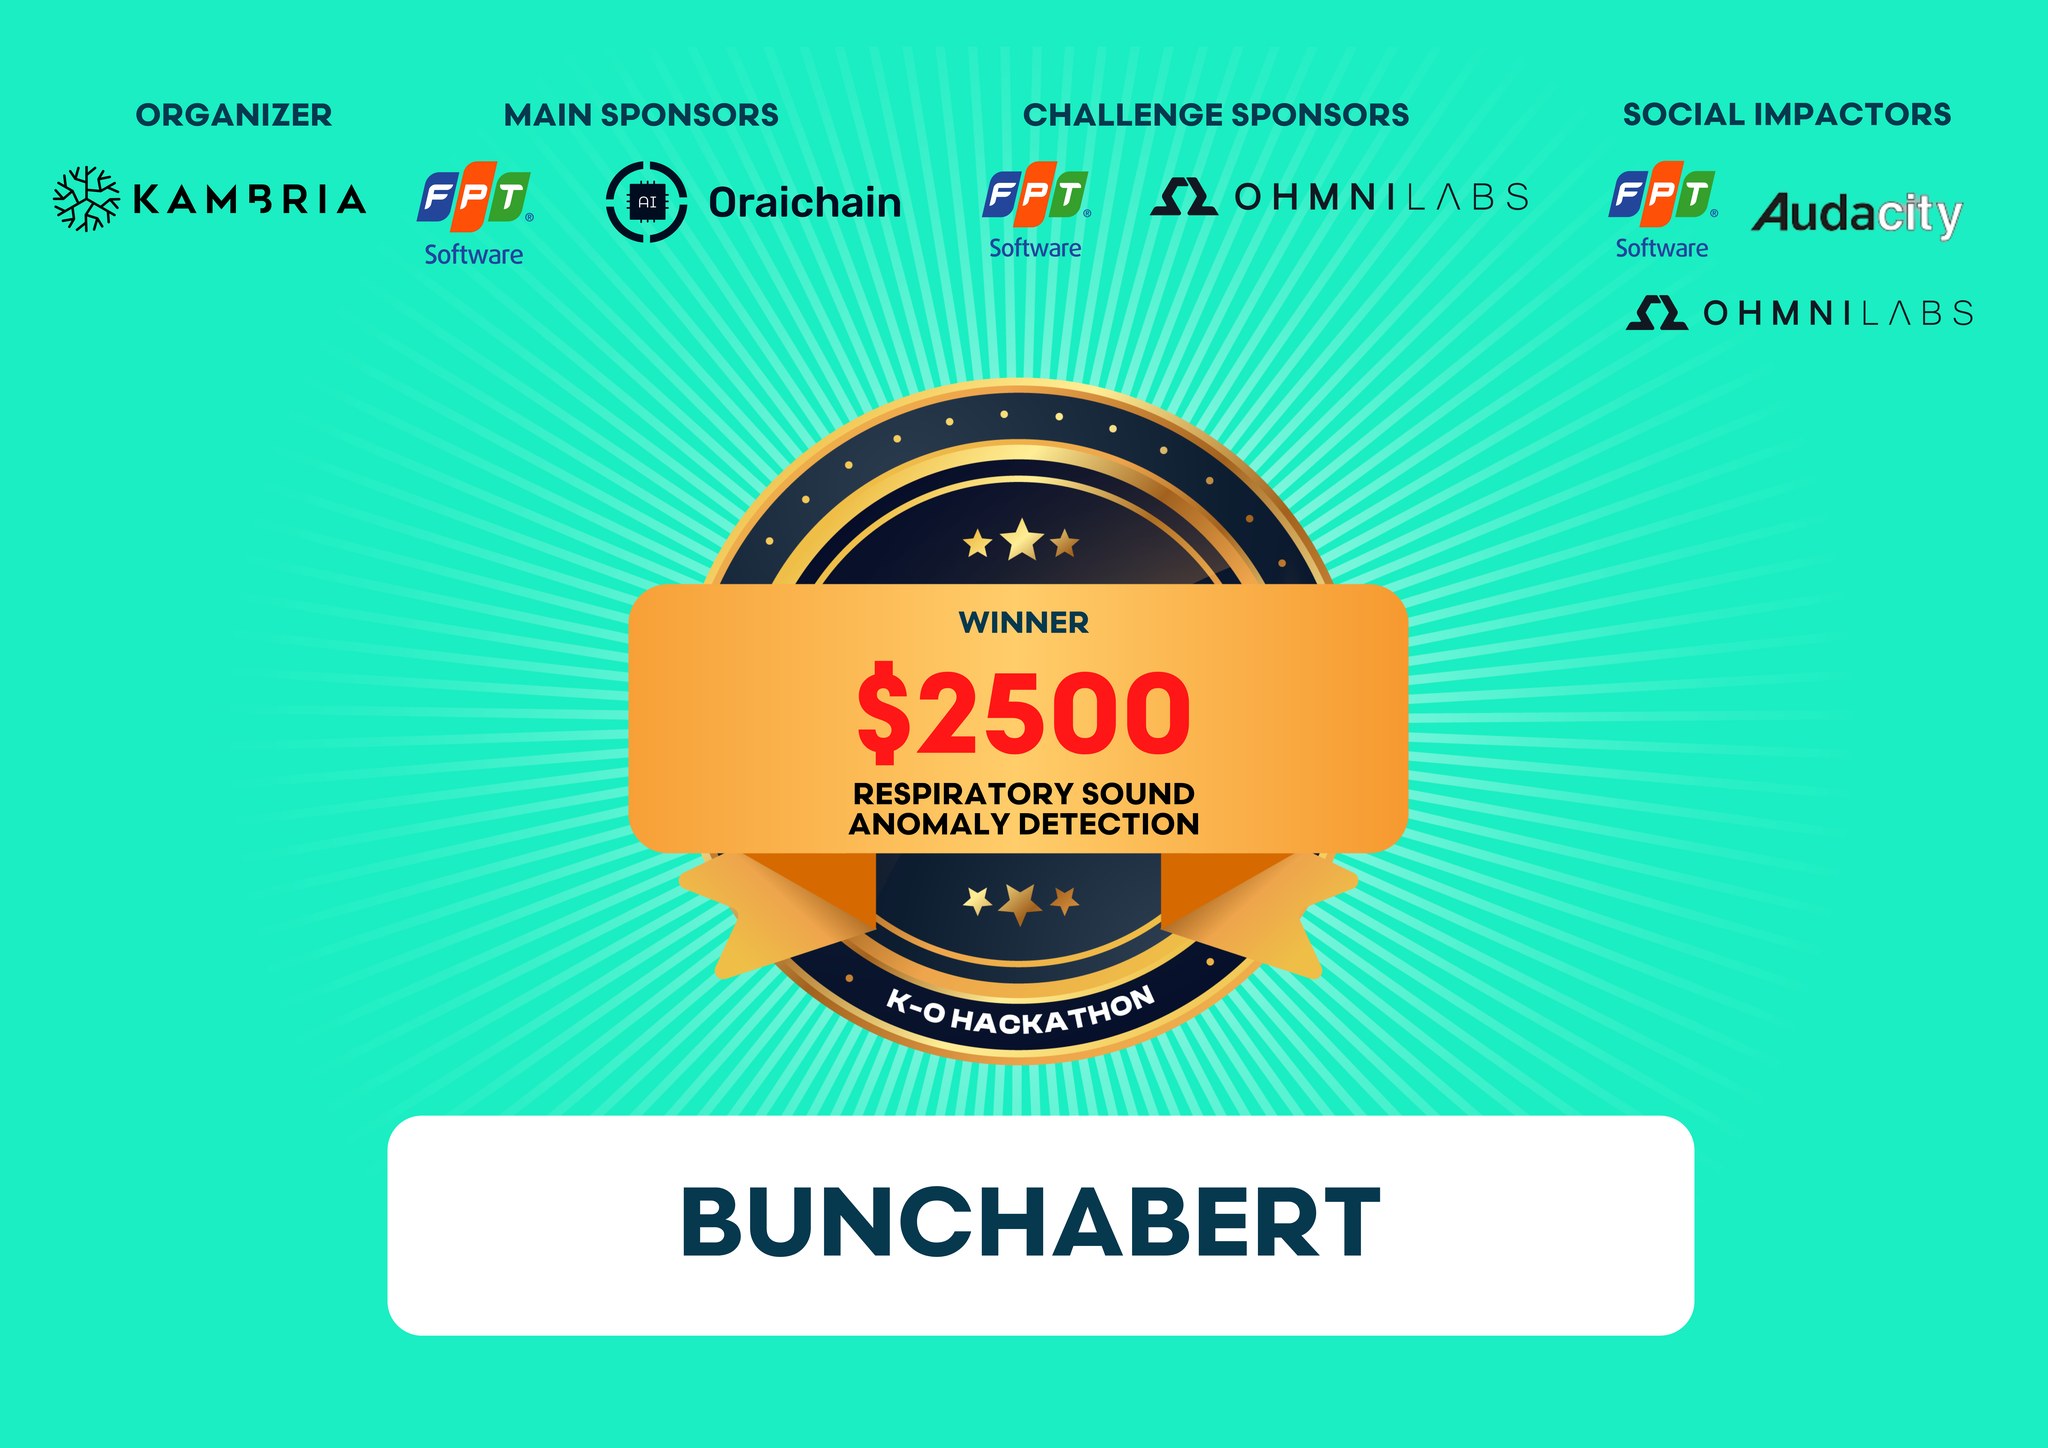 ORGANIZER
KAMBRIA
MAIN SPONSORS
FPT®
Software
AI
Oraichain
CHALLENGE SPONSORS
FPT®
Software
OHMNILABS
SOCIAL IMPACTORS
FPT®
Software
Audacity
OHMNILABS
WINNER
$2500
RESPIRATORY SOUND
ANOMALY DETECTION
K-O HACKATHON
BUNCHABERT